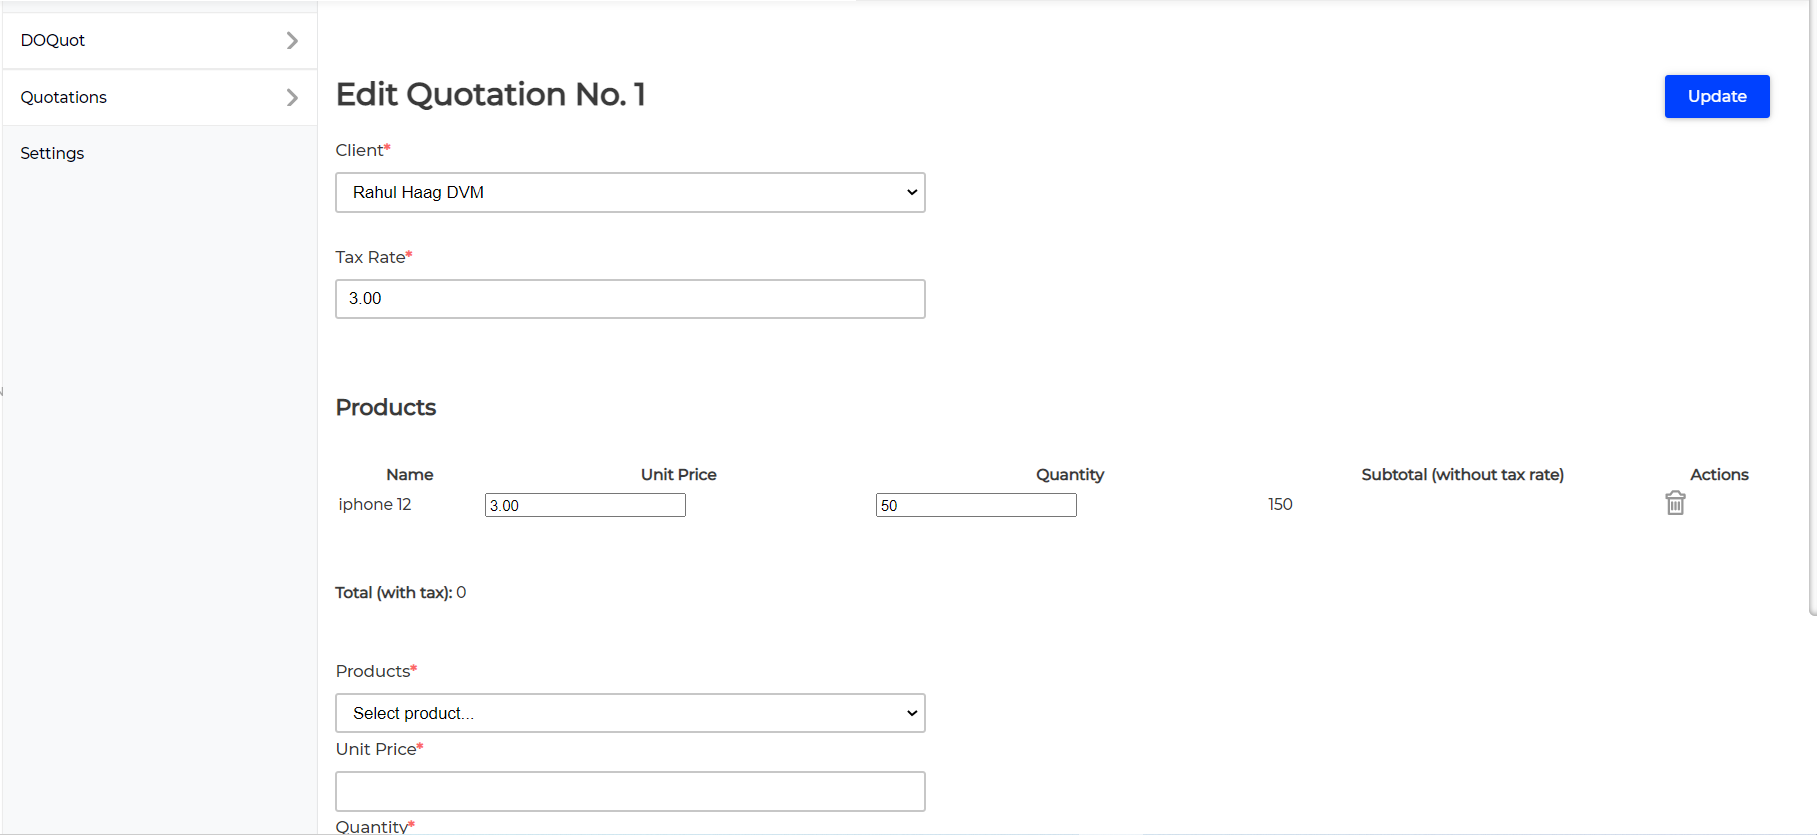 DOQuot
Quotations
Settings
Edit Quotation No. 1
Update
Client*
Rahul Haag DVM
Tax Rate*
3.00
Products
Name Unit Price Quantity Subtotal (without tax rate) Actions
iphone 12 3.00 50 150
Total (with tax): 0
Products*
Select product...
Unit Price*
Quantity*